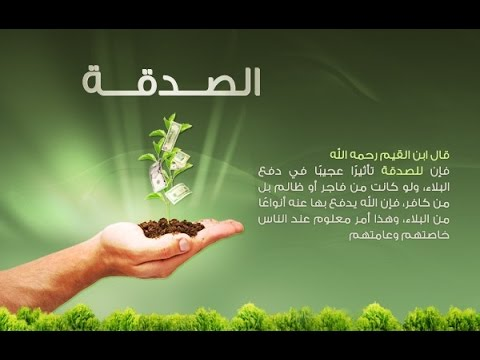 الصدقة
قال ابن القيم رحمه الله
فإن للصدقة تأثيرًا عجيبًا في دفع
البلاء، ولو كانت من فاجر أو ظالم بل
من كافر، فإن الله يدفع بها عنه أنواعًا
من البلاء، وهذا أمر معلوم عند الناس
خاصتهم وعامتهم